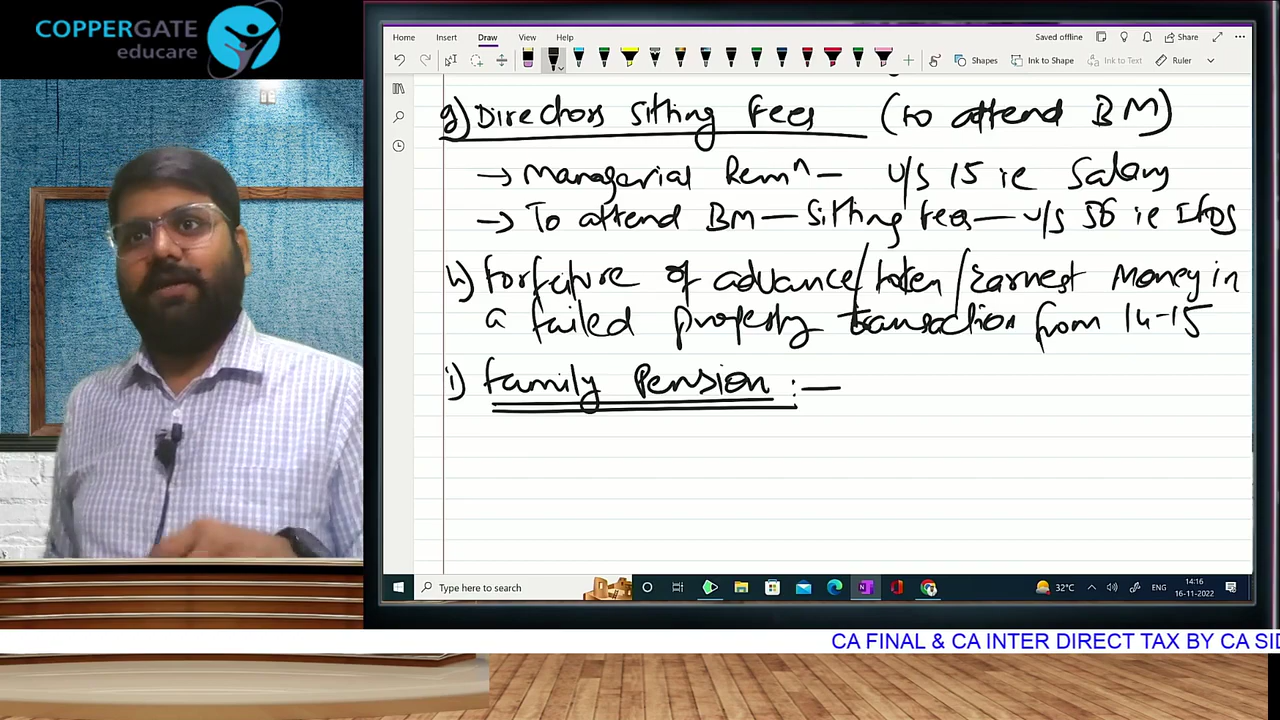 COPPERGATE
educare
Home Insert Draw View Help
Saved offline Share
Shapes Ink to Shape Ink to Text Ruler
g) Directors Sitting Fees (To attend BM)
→ Managerial Remn — u/s 15 ie Salary
→ To attend BM — Sitting Fees — u/s 56 ie IFOS
h) Forfeiture of advance/token/Earnest Money in
a failed property transaction from 14-15
i) Family Pension :—
Type here to search
32°C ENG 14:16
16-11-2022
CA FINAL & CA INTER DIRECT TAX BY CA SID